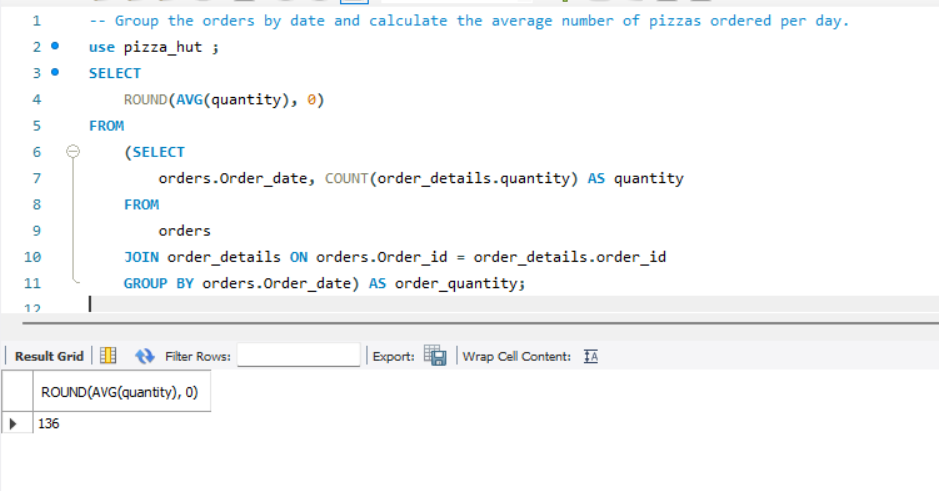 1 -- Group the orders by date and calculate the average number of pizzas ordered per day.
2 use pizza_hut ;
3 SELECT
4 ROUND(AVG(quantity), 0)
5 FROM
6 (SELECT
7 orders.Order_date, COUNT(order_details.quantity) AS quantity
8 FROM
9 orders
10 JOIN order_details ON orders.Order_id = order_details.order_id
11 GROUP BY orders.Order_date) AS order_quantity;
12
Result Grid Filter Rows: Export: Wrap Cell Content: IA
ROUND(AVG(quantity), 0)
136